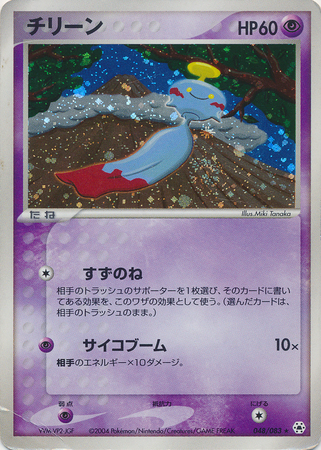 チリーン HP60
たね Illus. Miki Tanaka
すずのね
相手のトラッシュのサポーターを1枚選び、そのカードに書い
てある効果を、このワザの効果として使う。（選んだカードは、
相手のトラッシュのまま。）
サイコブーム 10×
相手のエネルギー×10ダメージ。
弱点 抵抗力 にげる
©2004 Pokémon/Nintendo/Creatures/GAME FREAK. 048/083 ★